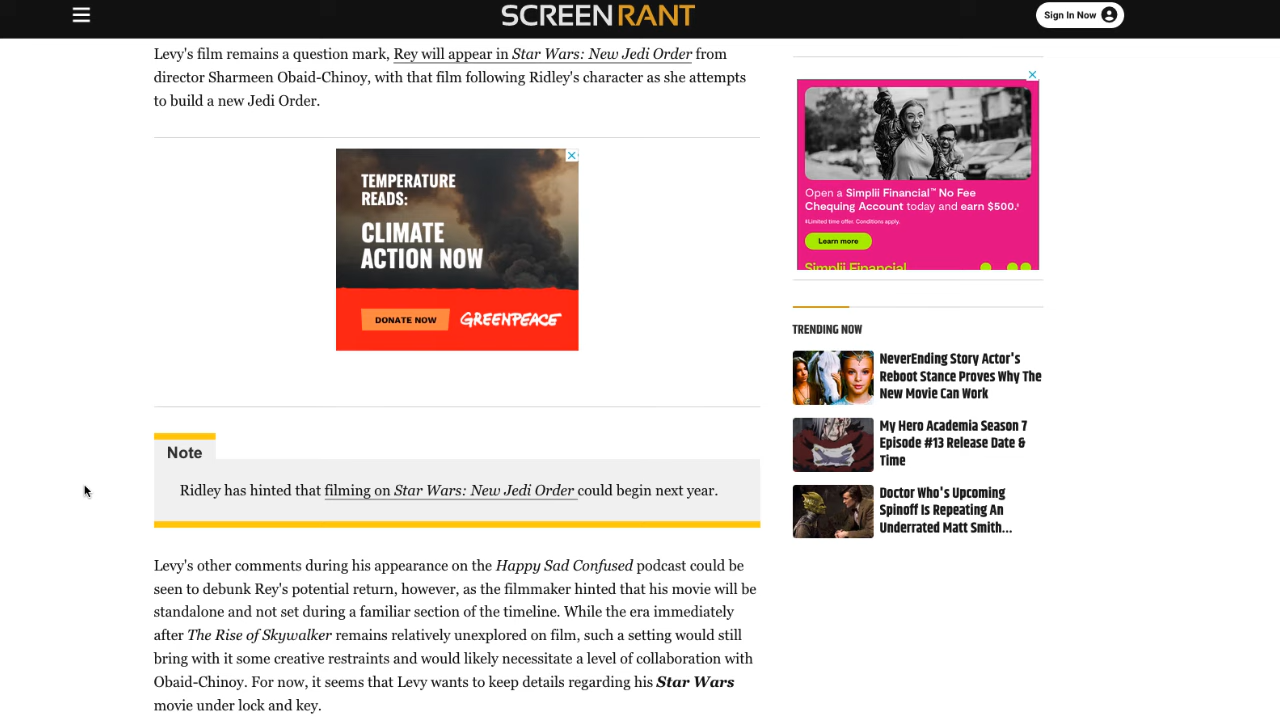 SCREENRANT
Sign In Now
Levy's film remains a question mark, Rey will appear in Star Wars: New Jedi Order from
director Sharmeen Obaid-Chinoy, with that film following Ridley's character as she attempts
to build a new Jedi Order.
TEMPERATURE
READS:
CLIMATE
ACTION NOW
DONATE NOW
GREENPEACE
Note
Ridley has hinted that filming on Star Wars: New Jedi Order could begin next year.
Levy's other comments during his appearance on the Happy Sad Confused podcast could be
seen to debunk Rey's potential return, however, as the filmmaker hinted that his movie will be
standalone and not set during a familiar section of the timeline. While the era immediately
after The Rise of Skywalker remains relatively unexplored on film, such a setting would still
bring with it some creative restraints and would likely necessitate a level of collaboration with
Obaid-Chinoy. For now, it seems that Levy wants to keep details regarding his Star Wars
movie under lock and key.
Open a Simplii Financial™ No Fee
Chequing Account today and earn $500.‡
‡Limited time offer. Conditions apply.
Learn more
Simplii Financial
TRENDING NOW
NeverEnding Story Actor's
Reboot Stance Proves Why The
New Movie Can Work
My Hero Academia Season 7
Episode #13 Release Date &
Time
Doctor Who's Upcoming
Spinoff Is Repeating An
Underrated Matt Smith...